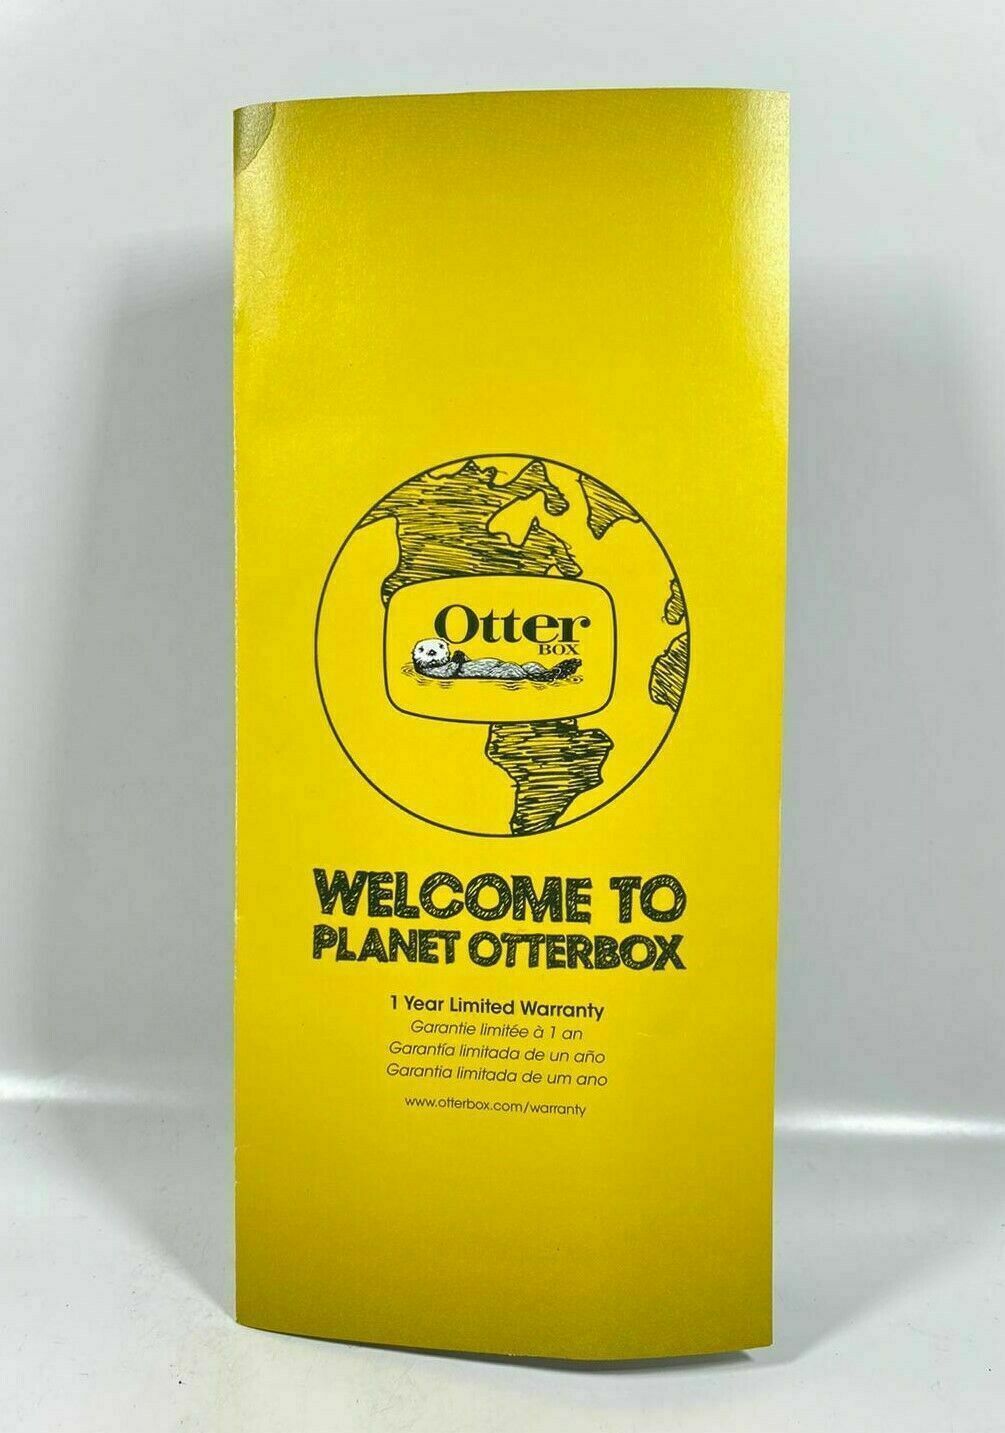 Otter
BOX
WELCOME TO
PLANET OTTERBOX
1 Year Limited Warranty
Garantie limitée à 1 an
Garantía limitada de un año
Garantia limitada de um ano
www.otterbox.com/warranty